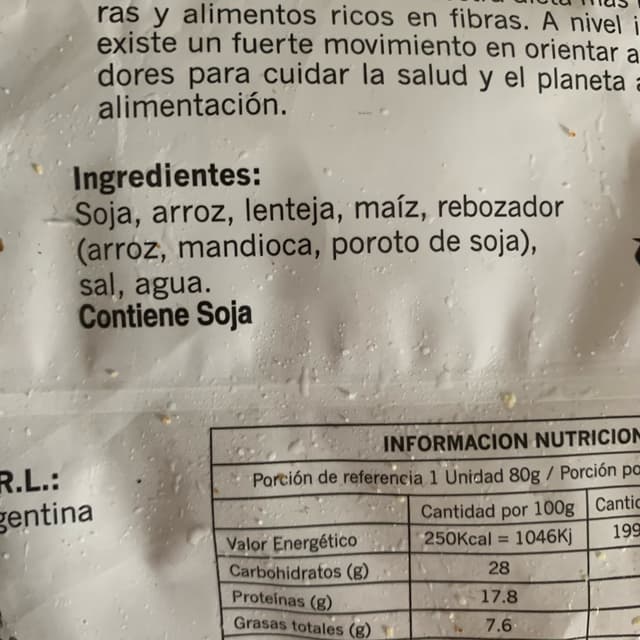 ras y alimentos ricos en fibras. A nivel
existe un fuerte movimiento en orientar a
dores para cuidar la salud y el planeta
alimentación.
Ingredientes:
Soja, arroz, lenteja, maíz, rebozador
(arroz, mandioca, poroto de soja),
sal, agua.
Contiene Soja
R.L.:
gentina
INFORMACION NUTRICION
Porción de referencia 1 Unidad 80g / Porción po
Cantidad por 100g Cantid
Valor Energético 250Kcal = 1046Kj 199
Carbohidratos (g) 28
Proteínas (g) 17.8
Grasas totales (g) 7.6